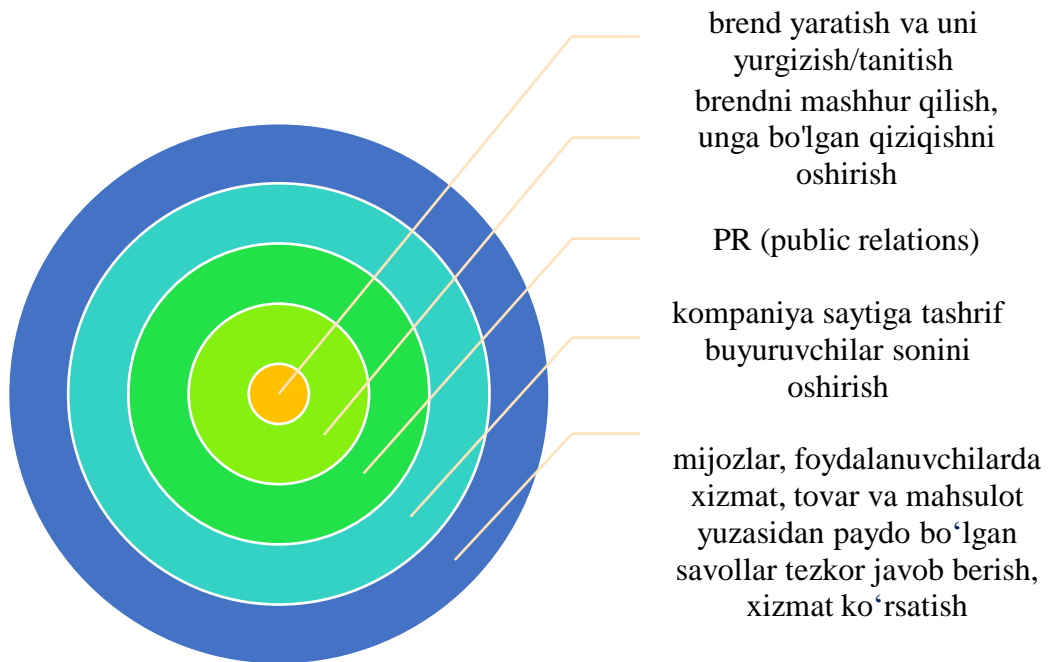 brend yaratish va uni
yurgizish/tanitish
brendni mashhur qilish,
unga bo'lgan qiziqishni
oshirish
PR (public relations)
kompaniya saytiga tashrif
buyuruvchilar sonini
oshirish
mijozlar, foydalanuvchilarda
xizmat, tovar va mahsulot
yuzasidan paydo bo‘lgan
savollar tezkor javob berish,
xizmat ko‘rsatish